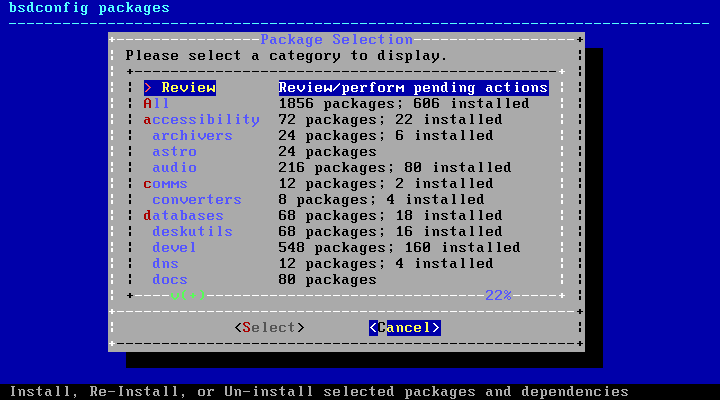 bsdconfig packages
Package Selection
Please select a category to display.
> Review Review/perform pending actions
All 1856 packages; 606 installed
accessibility 72 packages; 22 installed
archivers 24 packages; 6 installed
astro 24 packages
audio 216 packages; 80 installed
comms 12 packages; 2 installed
converters 8 packages; 4 installed
databases 68 packages; 18 installed
deskutils 68 packages; 16 installed
devel 548 packages; 160 installed
dns 12 packages; 4 installed
docs 80 packages
v(+) 22%
<Select> <Cancel>
Install, Re-Install, or Un-install selected packages and dependencies